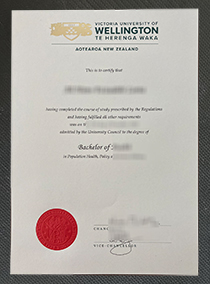 VICTORIA UNIVERSITY OF
WELLINGTON
TE HERENGA WAKA
AOTEAROA NEW ZEALAND
This is to certify that
having completed the course of study prescribed by the Regulations
and having fulfilled all other requirements
was on
admitted by the University Council to the degree of
Bachelor of
in Population Health, Policy
VICE-CHANCELLOR